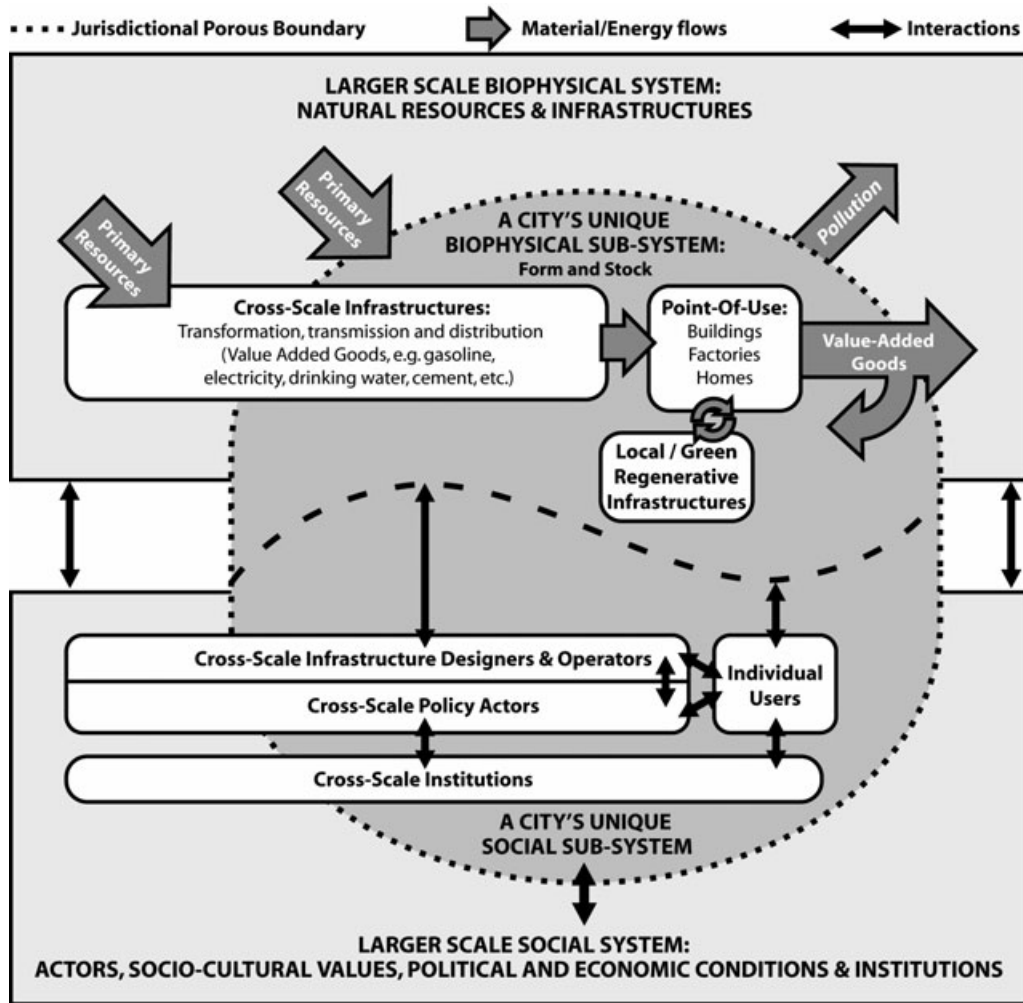 Jurisdictional Porous Boundary
Material/Energy flows
Interactions
LARGER SCALE BIOPHYSICAL SYSTEM:
NATURAL RESOURCES & INFRASTRUCTURES
Primary
Resources
Primary
Resources
Pollution
A CITY'S UNIQUE
BIOPHYSICAL SUB-SYSTEM:
Form and Stock
Cross-Scale Infrastructures:
Transformation, transmission and distribution
(Value Added Goods, e.g. gasoline,
electricity, drinking water, cement, etc.)
Point-Of-Use:
Buildings
Factories
Homes
Value-Added
Goods
Local / Green
Regenerative
Infrastructures
Cross-Scale Infrastructure Designers & Operators
Cross-Scale Policy Actors
Individual
Users
Cross-Scale Institutions
A CITY'S UNIQUE
SOCIAL SUB-SYSTEM
LARGER SCALE SOCIAL SYSTEM:
ACTORS, SOCIO-CULTURAL VALUES, POLITICAL AND ECONOMIC CONDITIONS & INSTITUTIONS